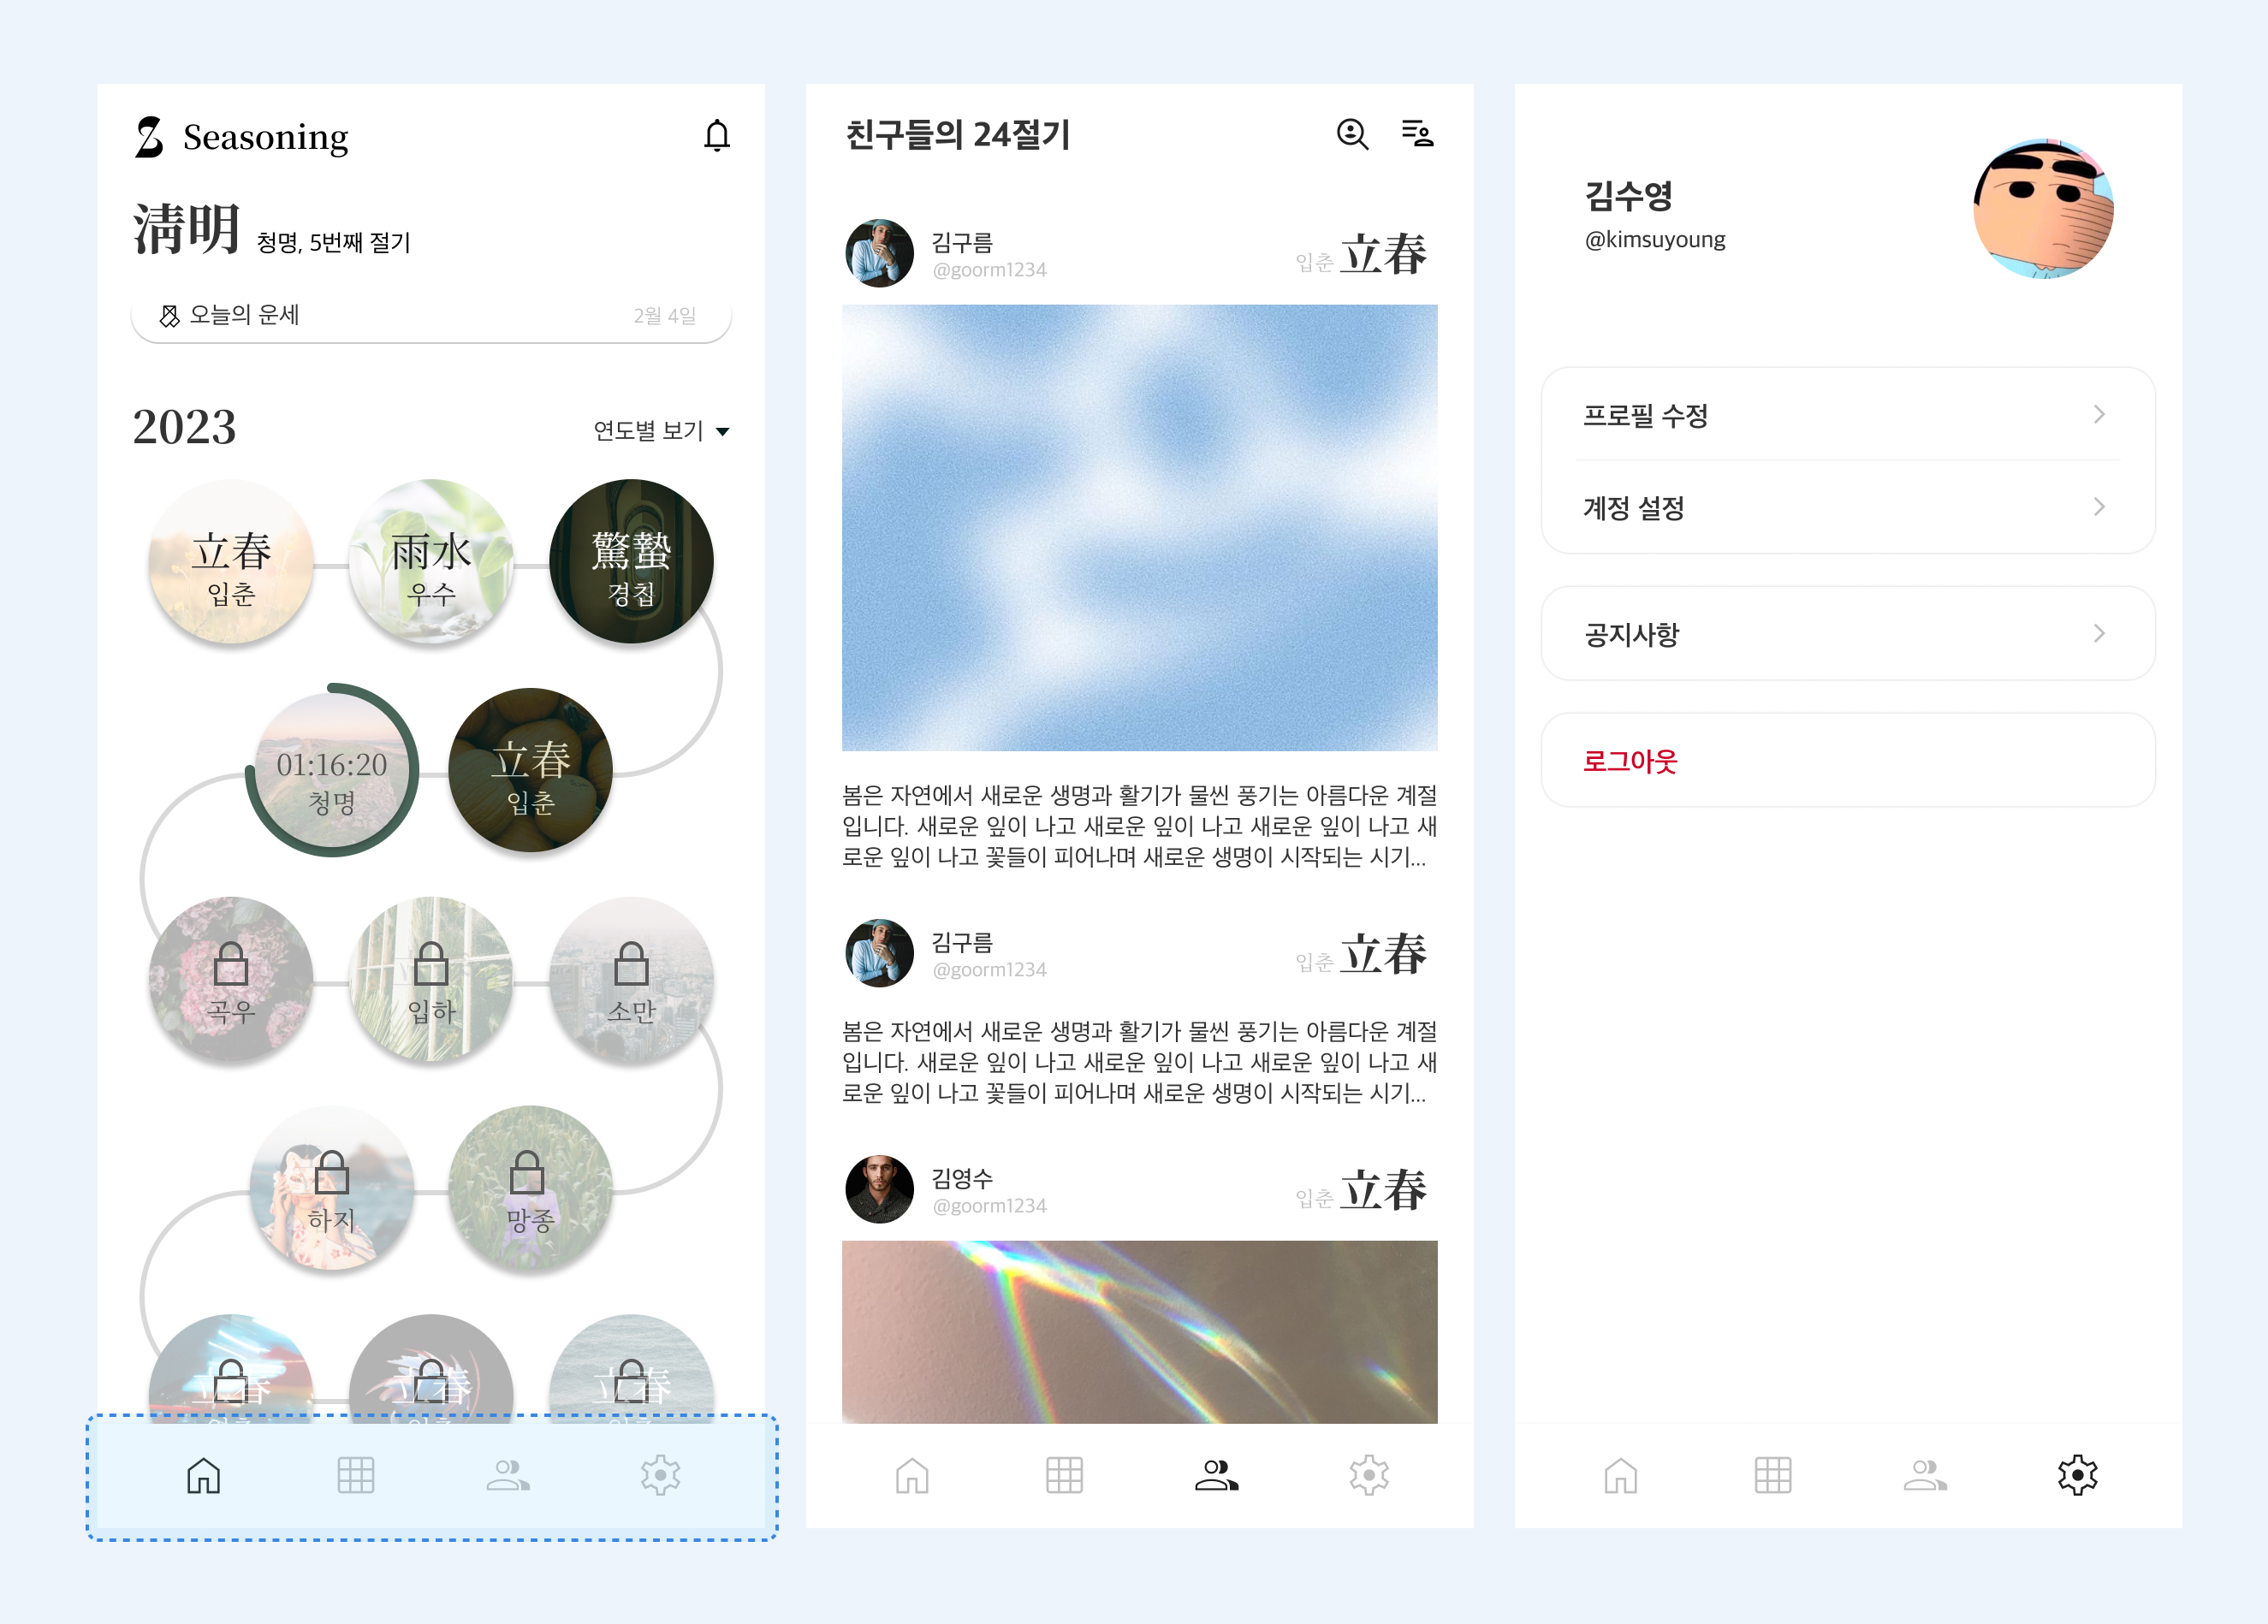 Seasoning
淸明 청명, 5번째 절기
오늘의 운세 2월 4일
2023 연도별 보기
立春 雨水 驚蟄
입춘 우수 경칩
01:16:20 立春
청명 입춘
곡우 입하 소만
하지 망종
立春 立春 立春
친구들의 24절기
김구름
@goorm1234
입춘 立春
봄은 자연에서 새로운 생명과 활기가 물씬 풍기는 아름다운 계절
입니다. 새로운 잎이 나고 새로운 잎이 나고 새로운 잎이 나고 새
로운 잎이 나고 꽃들이 피어나며 새로운 생명이 시작되는 시기...
김구름
@goorm1234
입춘 立春
봄은 자연에서 새로운 생명과 활기가 물씬 풍기는 아름다운 계절
입니다. 새로운 잎이 나고 새로운 잎이 나고 새로운 잎이 나고 새
로운 잎이 나고 꽃들이 피어나며 새로운 생명이 시작되는 시기...
김영수
@goorm1234
입춘 立春
김수영
@kimsuyoung
프로필 수정
계정 설정
공지사항
로그아웃